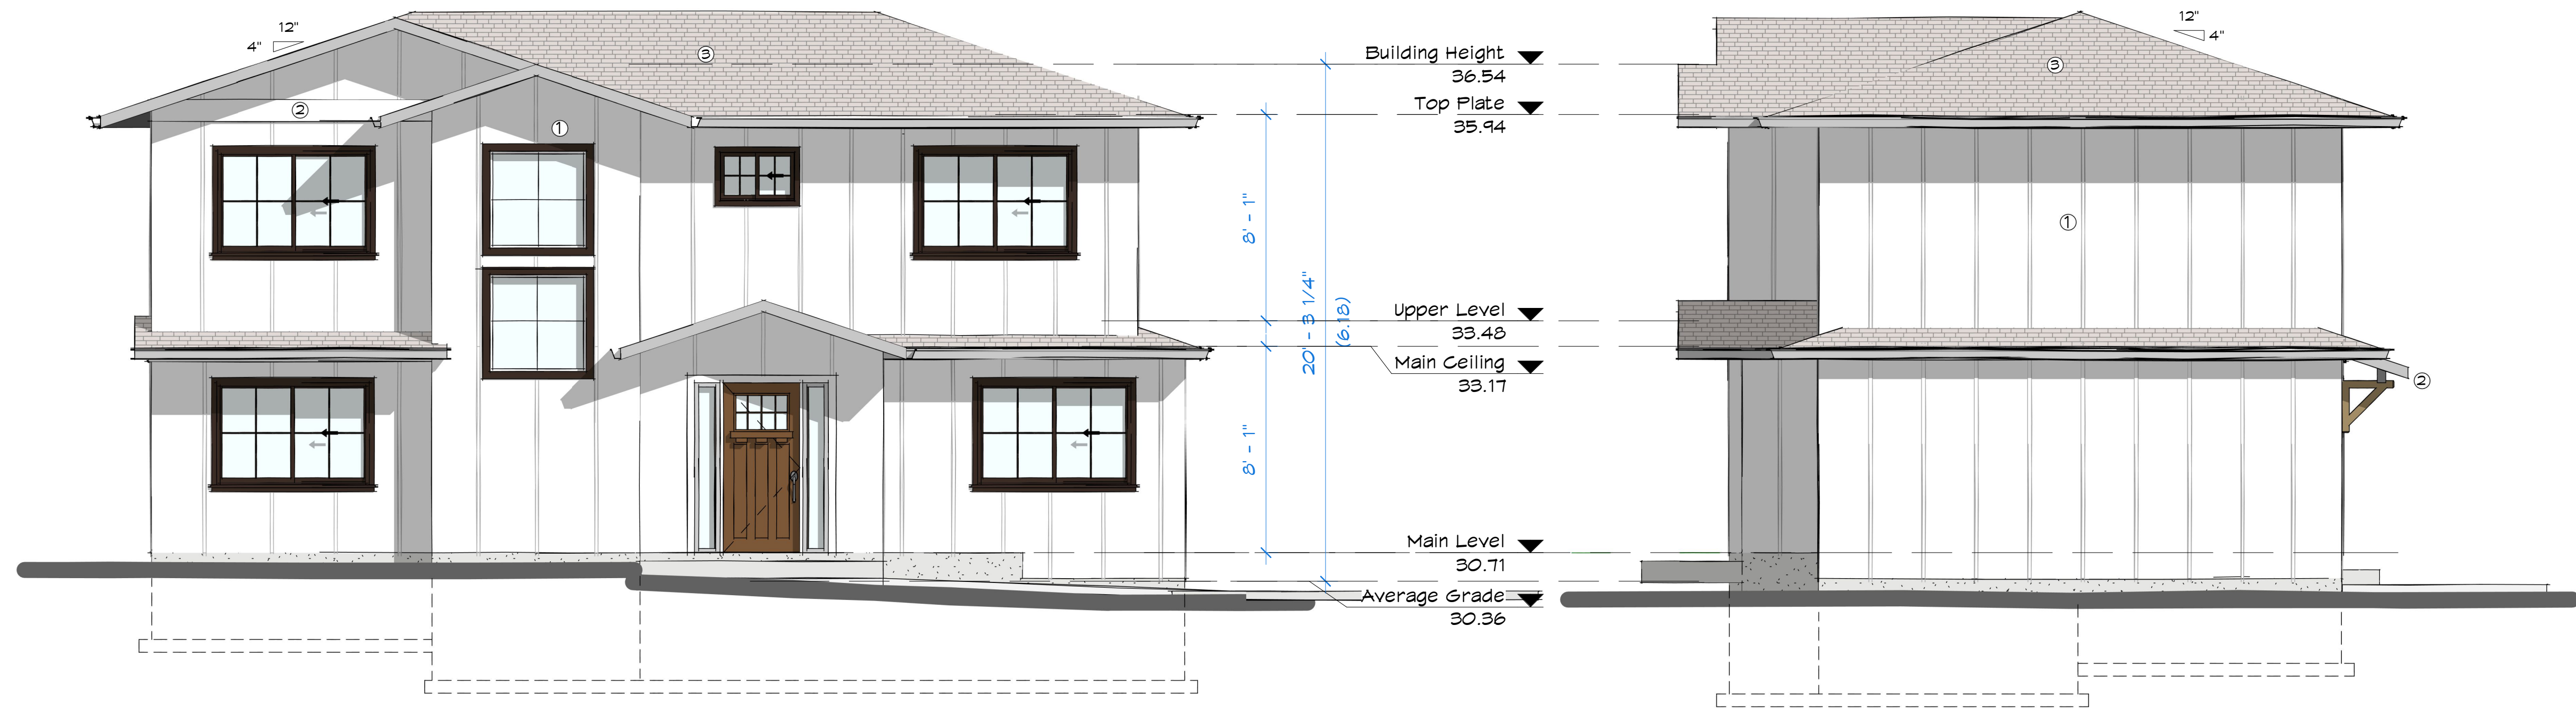 12"
4"
③
②
①
Building Height
36.54
Top Plate
35.94
8' - 1"
20' - 3 1/4"
(6.18)
Upper Level
33.48
Main Ceiling
33.17
8' - 1"
Main Level
30.71
Average Grade
30.36
12"
4"
③
①
②